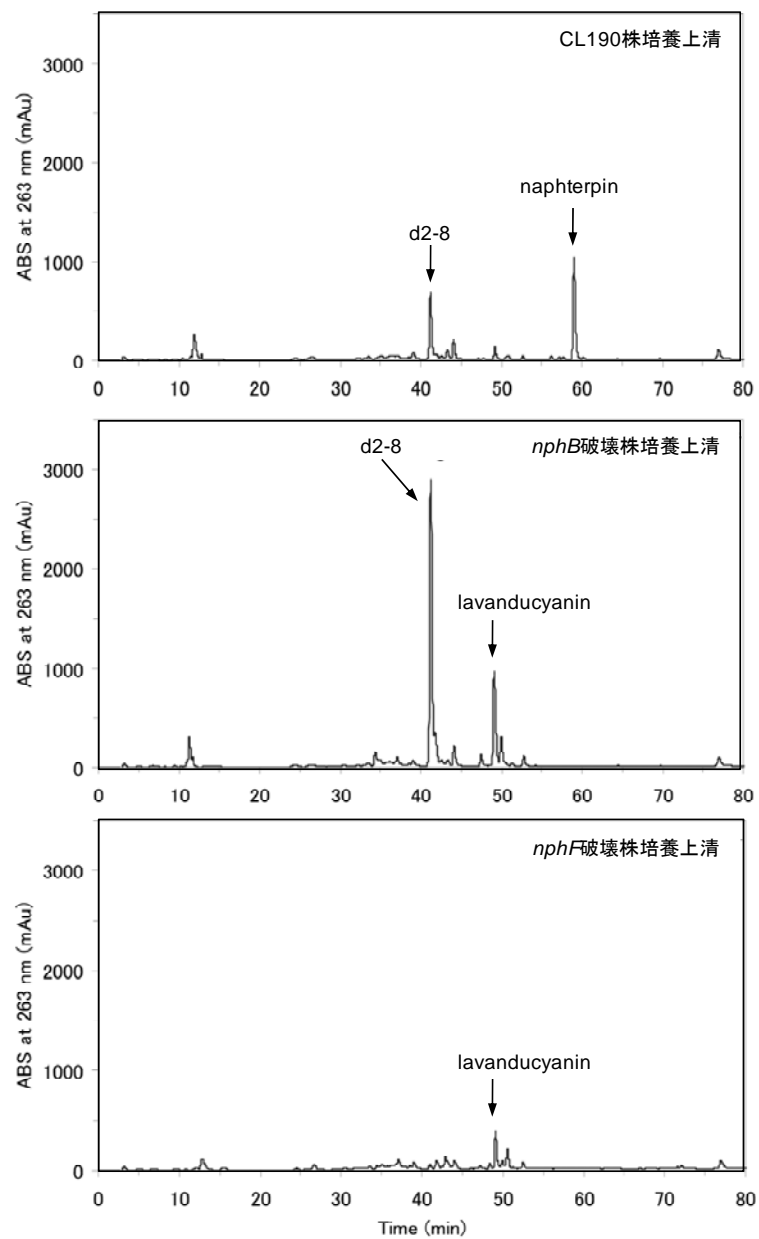 CL190株培養上清
3000
2000
1000
0
ABS at 263 nm (mAu)
naphterpin
d2-8
0 10 20 30 40 50 60 70 80
nphB破壊株培養上清
d2-8
3000
2000
1000
0
ABS at 263 nm (mAu)
lavanducyanin
0 10 20 30 40 50 60 70 80
nphF破壊株培養上清
3000
2000
1000
0
ABS at 263 nm (mAu)
lavanducyanin
0 10 20 30 40 50 60 70 80
Time (min)